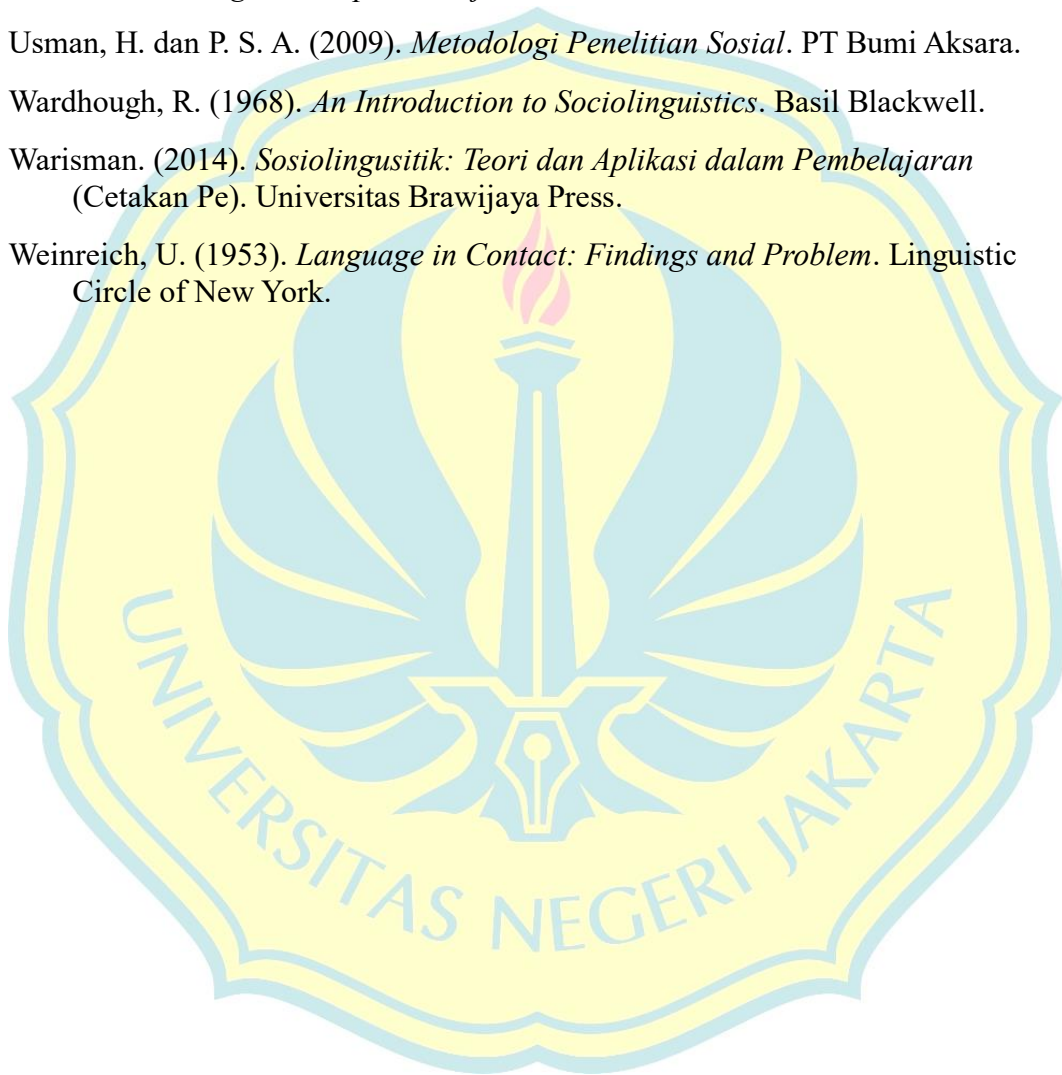 Usman, H. dan P. S. A. (2009). Metodologi Penelitian Sosial. PT Bumi Aksara.
Wardhough, R. (1968). An Introduction to Sociolinguistics. Basil Blackwell.
Warisman. (2014). Sosiolingusitik: Teori dan Aplikasi dalam Pembelajaran
(Cetakan Pe). Universitas Brawijaya Press.
Weinreich, U. (1953). Language in Contact: Findings and Problem. Linguistic
Circle of New York.
UNIVERSITAS NEGERI JAKARTA